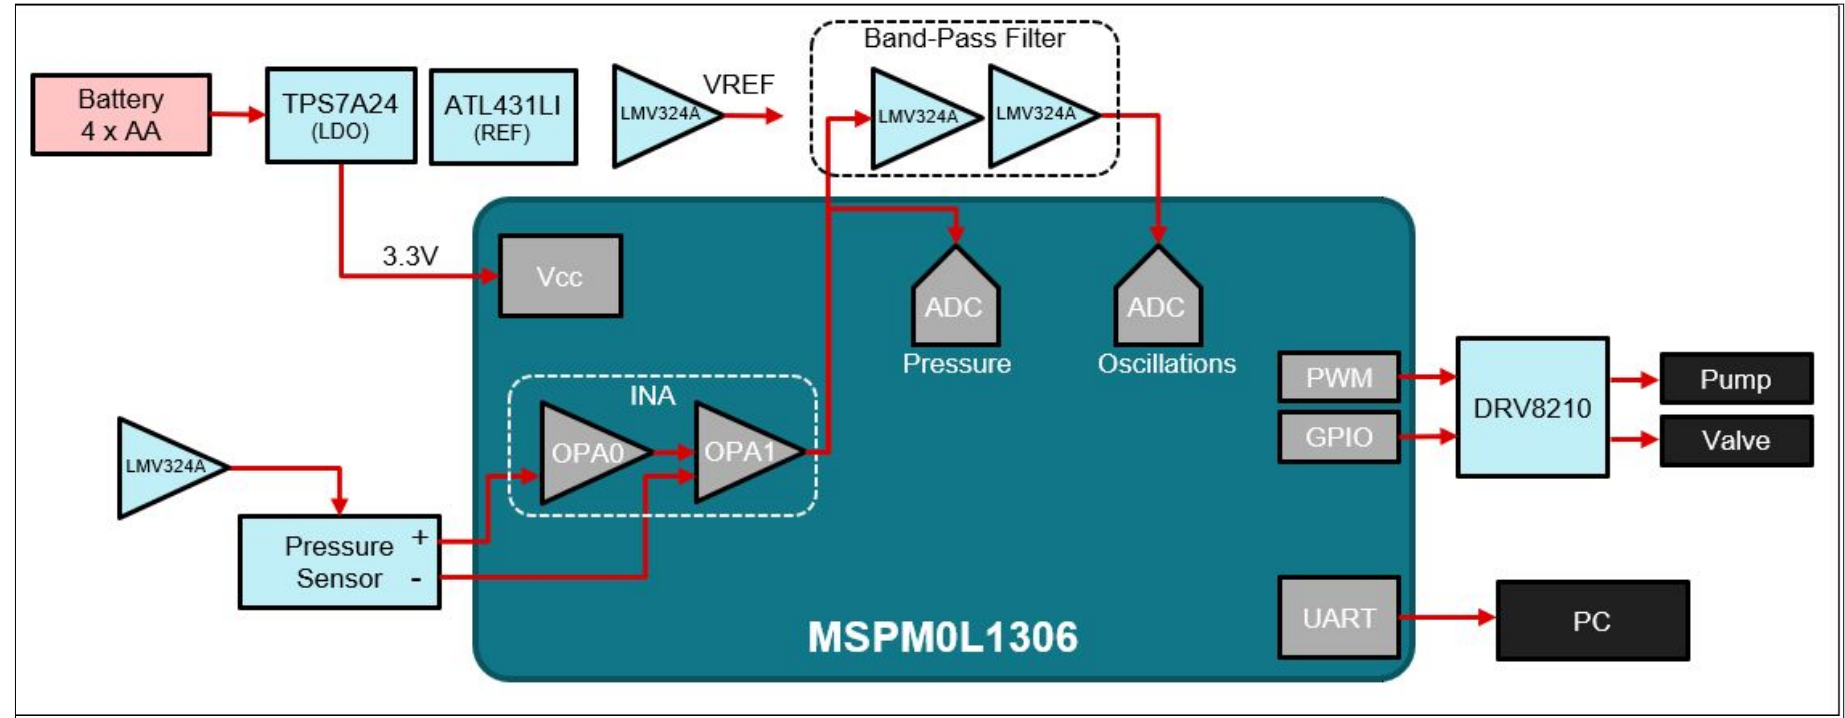 Battery
4 x AA
TPS7A24
(LDO)
ATL431LI
(REF)
LMV324A
VREF
Band-Pass Filter
LMV324A
LMV324A
3.3V
Vcc
ADC
Pressure
ADC
Oscillations
INA
OPA0
OPA1
LMV324A
Pressure
Sensor
+
-
PWM
GPIO
DRV8210
Pump
Valve
UART
PC
MSPM0L1306